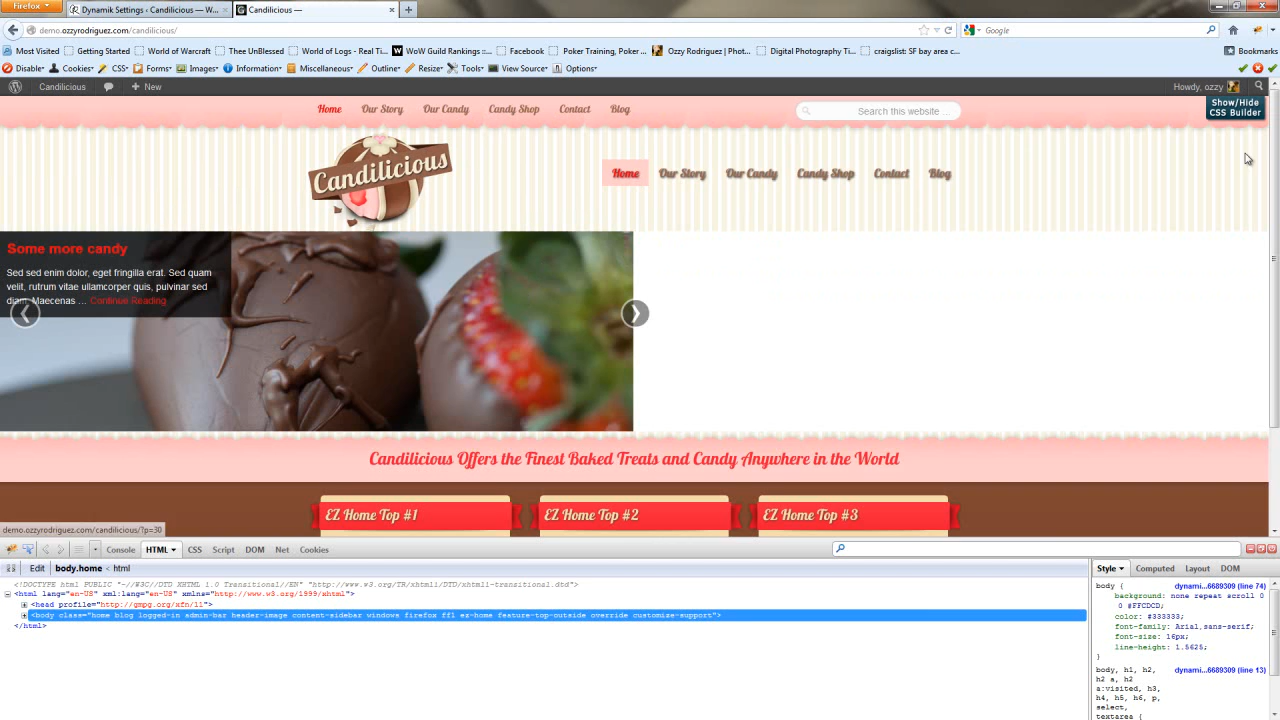 Firefox
Dynamik Settings ‹ Candilicious — W...
Candilicious —
demo.ozzyrodriguez.com/candilicious/
Google
Most Visited Getting Started World of Warcraft Thee UnBlessed World of Logs - Real Ti... WoW Guild Rankings ::... Facebook Poker Training, Poker ... Ozzy Rodriguez | Phot... Digital Photography Ti... craigslist: SF bay area c... Bookmarks
Disable Cookies CSS Forms Images Information Miscellaneous Outline Resize Tools View Source Options
Candilicious + New Howdy, ozzy
Home Our Story Our Candy Candy Shop Contact Blog Search this website ...
Show/Hide
CSS Builder
Candilicious
Home Our Story Our Candy Candy Shop Contact Blog
Some more candy
Sed sed enim dolor, eget fringilla erat. Sed quam
velit, rutrum vitae ullamcorper quis, pulvinar sed
diam. Maecenas ... Continue Reading
Candilicious Offers the Finest Baked Treats and Candy Anywhere in the World
EZ Home Top #1 EZ Home Top #2 EZ Home Top #3
demo.ozzyrodriguez.com/candilicious/?p=30
Console HTML CSS Script DOM Net Cookies
Edit body.home < html
Style Computed Layout DOM
<!DOCTYPE html PUBLIC "-//W3C//DTD XHTML 1.0 Transitional//EN" "http://www.w3.org/TR/xhtml1/DTD/xhtml1-transitional.dtd">
<html lang="en-US" xml:lang="en-US" xmlns="http://www.w3.org/1999/xhtml">
<head profile="http://gmpg.org/xfn/11">
<body class="home blog logged-in admin-bar header-image content-sidebar windows firefox ff1 ez-home feature-top-outside override customize-support">
</html>
body { dynami...6689309 (line 74)
background: none repeat scroll 0
0 #FFCDCD;
color: #333333;
font-family: Arial,sans-serif;
font-size: 16px;
line-height: 1.5625;
}
body, h1, h2, dynami...6689309 (line 13)
h2 a, h2
a:visited, h3,
h4, h5, h6, p,
select,
textarea {